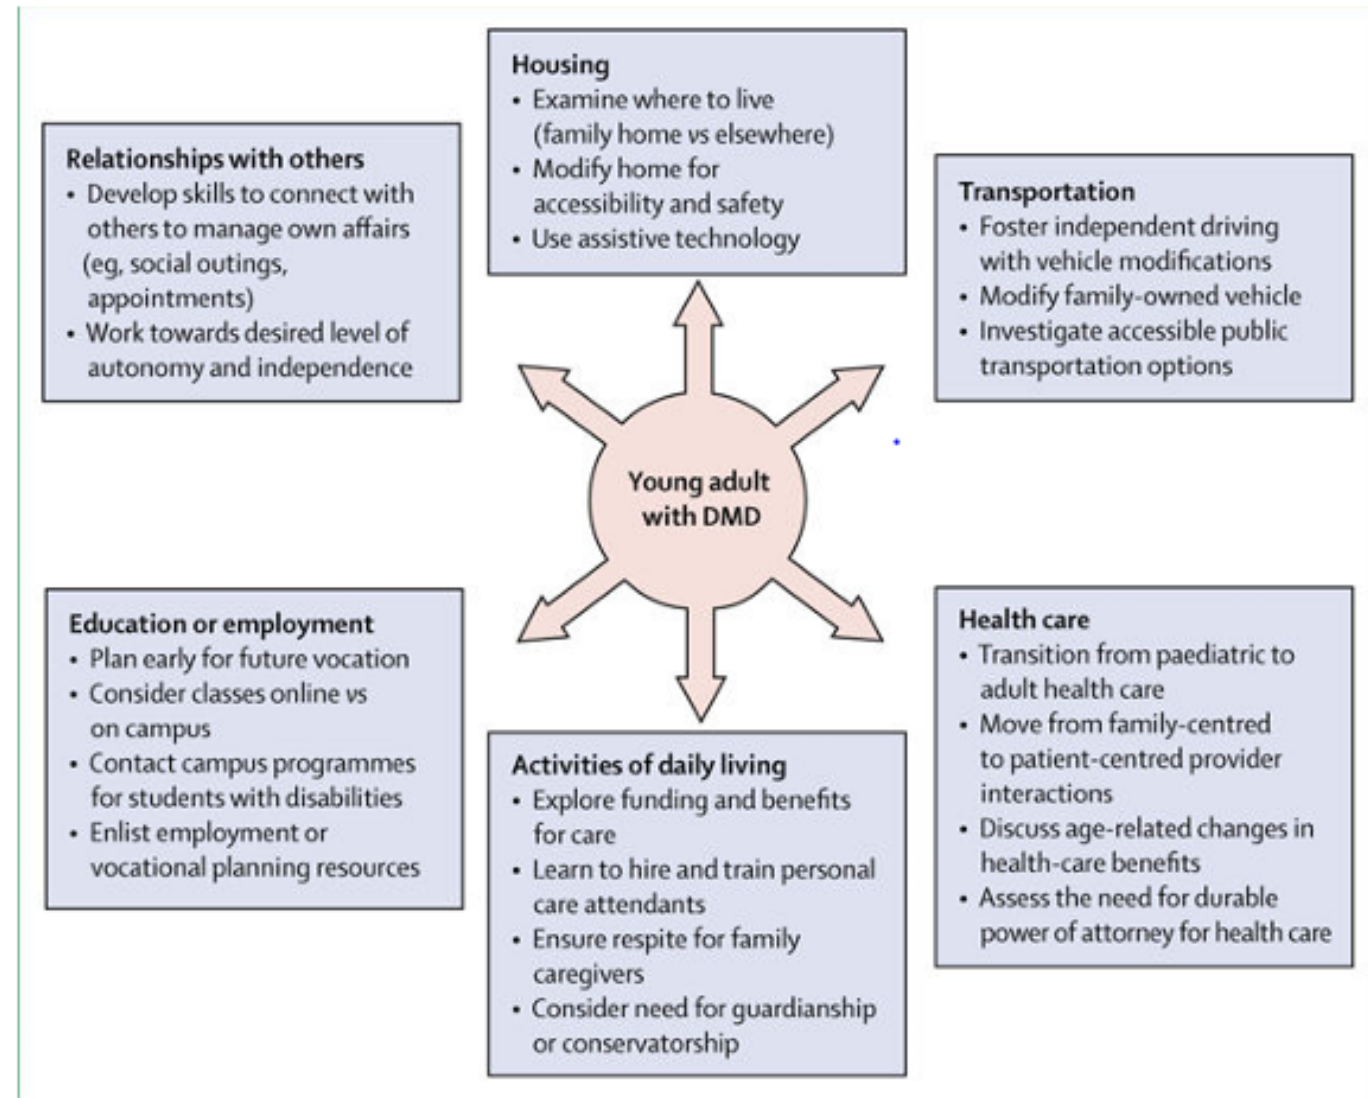 Housing
• Examine where to live
(family home vs elsewhere)
• Modify home for
accessibility and safety
• Use assistive technology
Relationships with others
• Develop skills to connect with
others to manage own affairs
(eg, social outings,
appointments)
• Work towards desired level of
autonomy and independence
Transportation
• Foster independent driving
with vehicle modifications
• Modify family-owned vehicle
• Investigate accessible public
transportation options
Young adult
with DMD
Education or employment
• Plan early for future vocation
• Consider classes online vs
on campus
• Contact campus programmes
for students with disabilities
• Enlist employment or
vocational planning resources
Activities of daily living
• Explore funding and benefits
for care
• Learn to hire and train personal
care attendants
• Ensure respite for family
caregivers
• Consider need for guardianship
or conservatorship
Health care
• Transition from paediatric to
adult health care
• Move from family-centred
to patient-centred provider
interactions
• Discuss age-related changes in
health-care benefits
• Assess the need for durable
power of attorney for health care